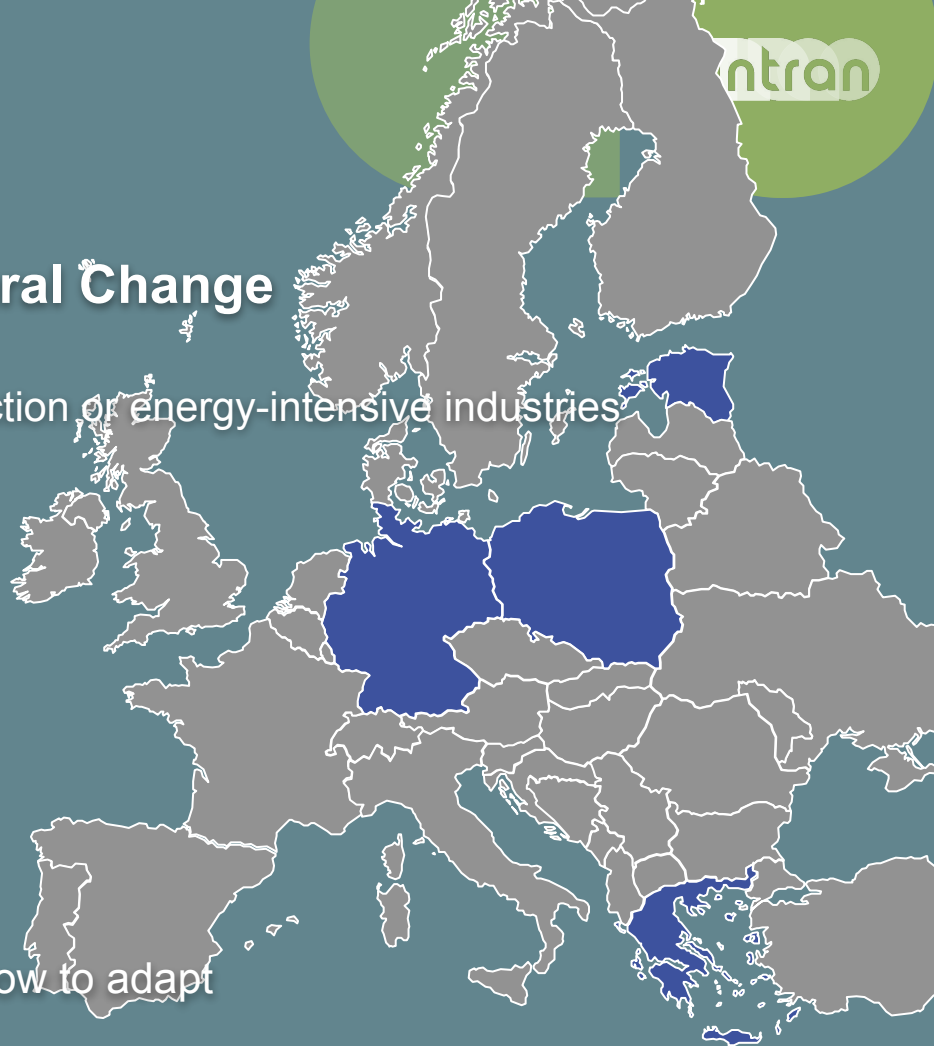 ntran
ral Change
ction or energy-intensive industries
ow to adapt